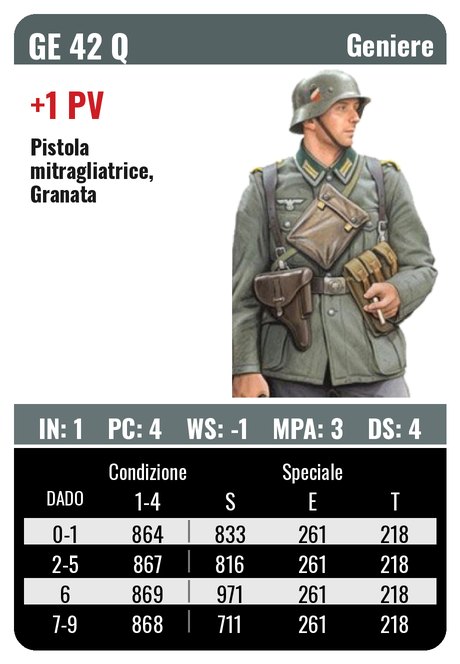 GE 42 Q Geniere
+1 PV
Pistola
mitragliatrice,
Granata
IN: 1 PC: 4 WS: -1 MPA: 3 DS: 4
Condizione Speciale
DADO 1-4 S E T
0-1 864 833 261 218
2-5 867 816 261 218
6 869 971 261 218
7-9 868 711 261 218